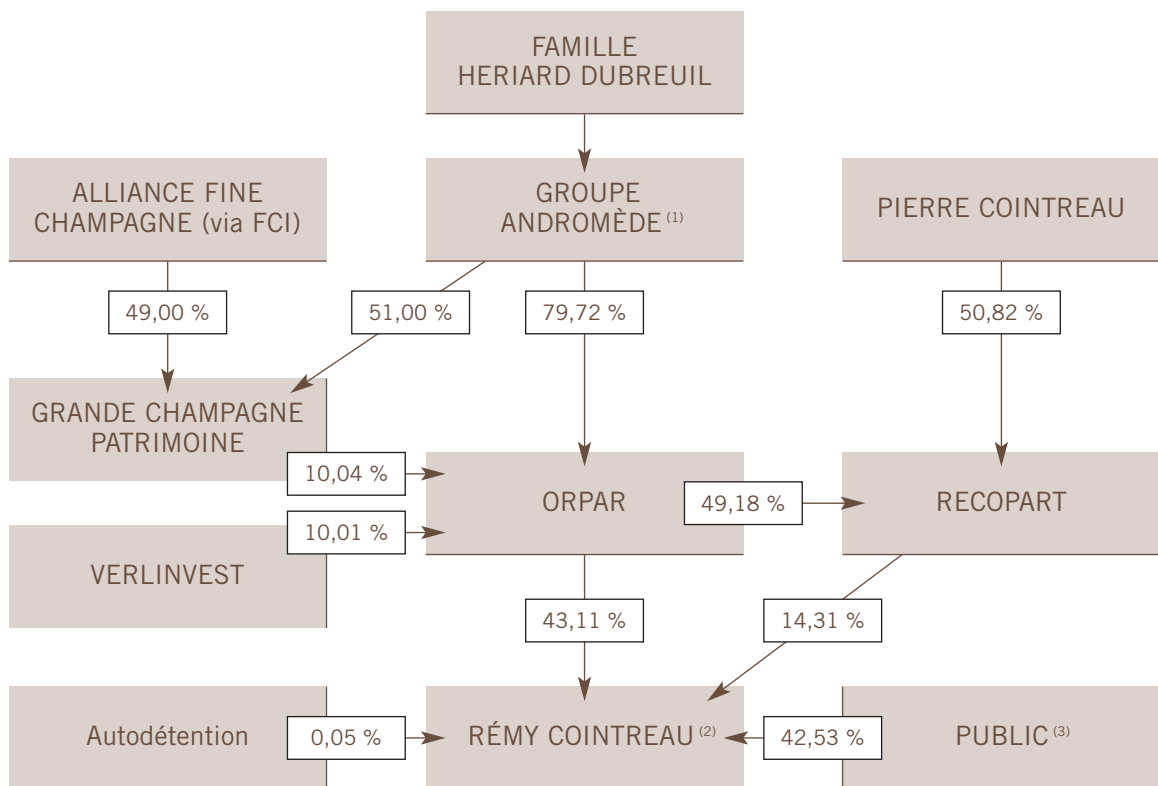 FAMILLE
HERIARD DUBREUIL
ALLIANCE FINE
CHAMPAGNE (via FCI)
GROUPE
ANDROMÈDE (1)
PIERRE COINTREAU
49,00 %
51,00 %
79,72 %
50,82 %
GRANDE CHAMPAGNE
PATRIMOINE
10,04 %
ORPAR
49,18 %
RECOPART
10,01 %
VERLINVEST
43,11 %
14,31 %
Autodétention
0,05 %
RÉMY COINTREAU (2)
42,53 %
PUBLIC (3)